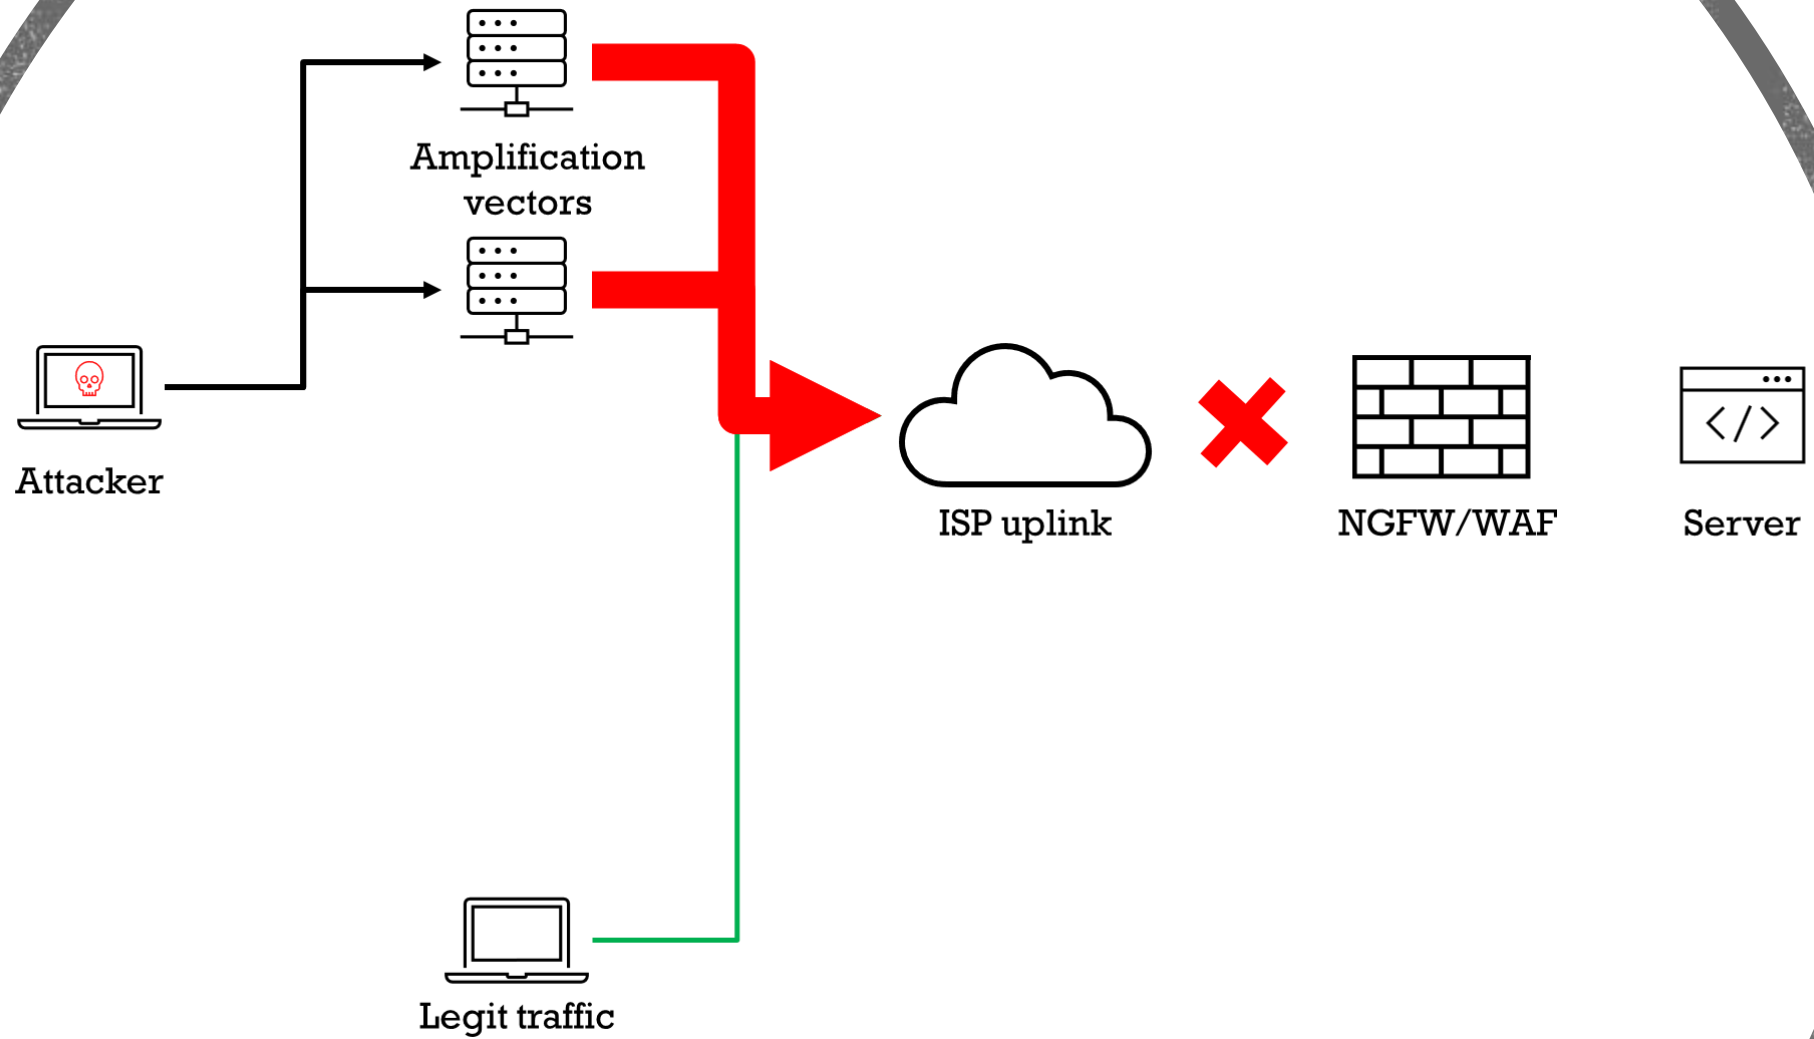 Amplification
vectors
Attacker
ISP uplink
NGFW/WAF
</>
Server
Legit traffic